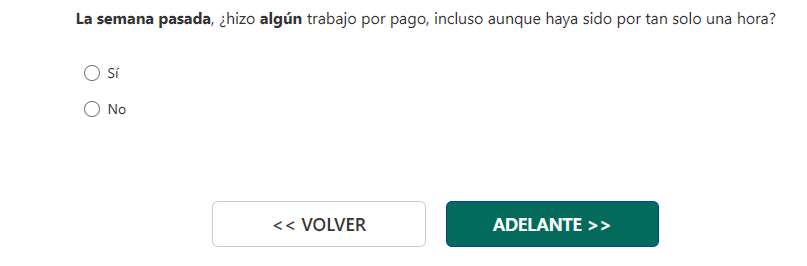 La semana pasada, ¿hizo algún trabajo por pago, incluso aunque haya sido por tan solo una hora?
Sí
No
<< VOLVER
ADELANTE >>